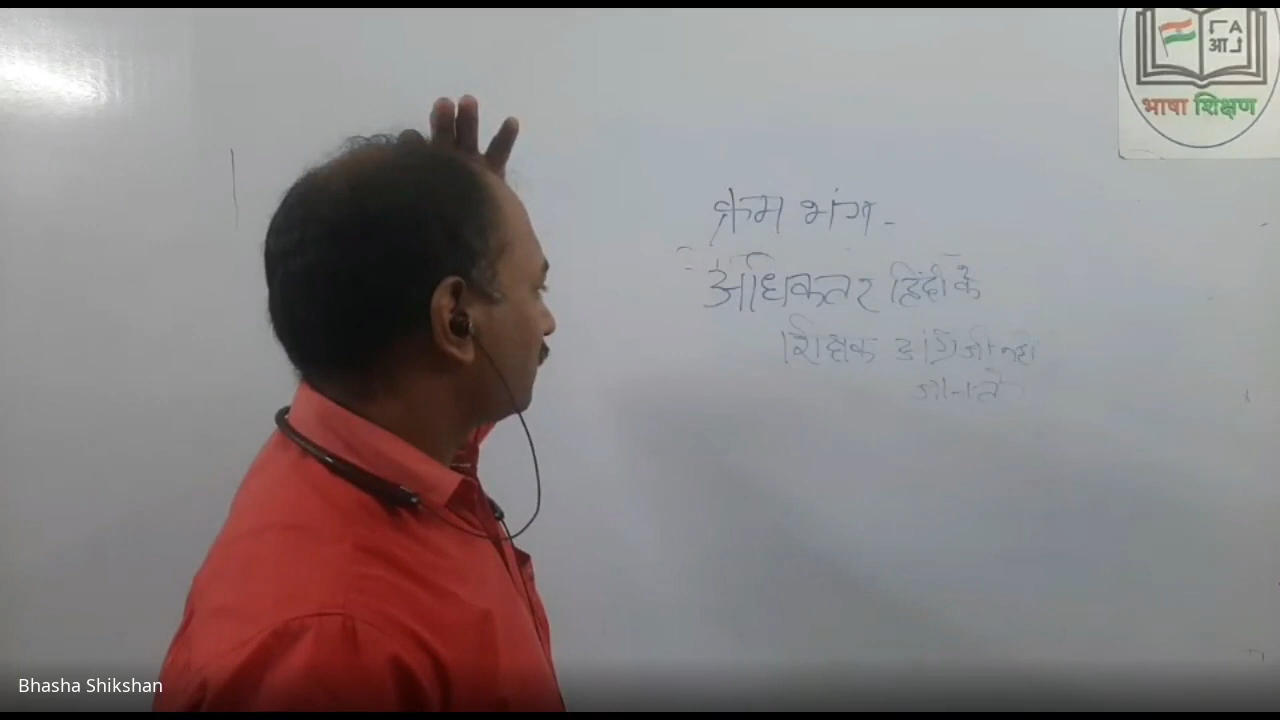 आ A
भाषा शिक्षण
क्रम भंग -
अधिकतर हिंदी के
शिक्षक अंग्रेजी नहीं
जानते
Bhasha Shikshan